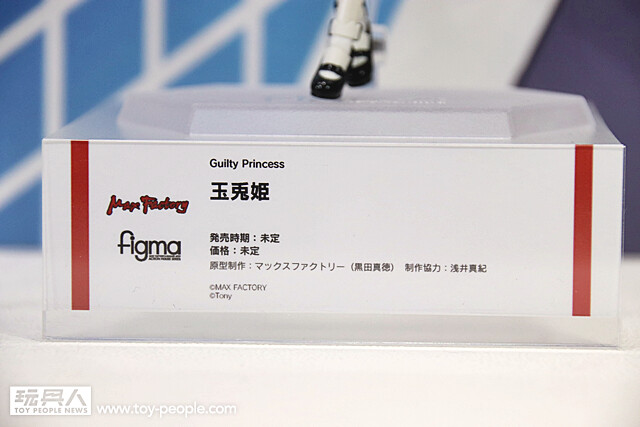 Guilty Princess
玉兎姫
Max Factory
figma
発売時期：未定
価格：未定
原型制作：マックスファクトリー（黒田真徳） 制作協力：浅井真紀
©MAX FACTORY
©Tony
玩具人
TOY PEOPLE NEWS
www.toy-people.com